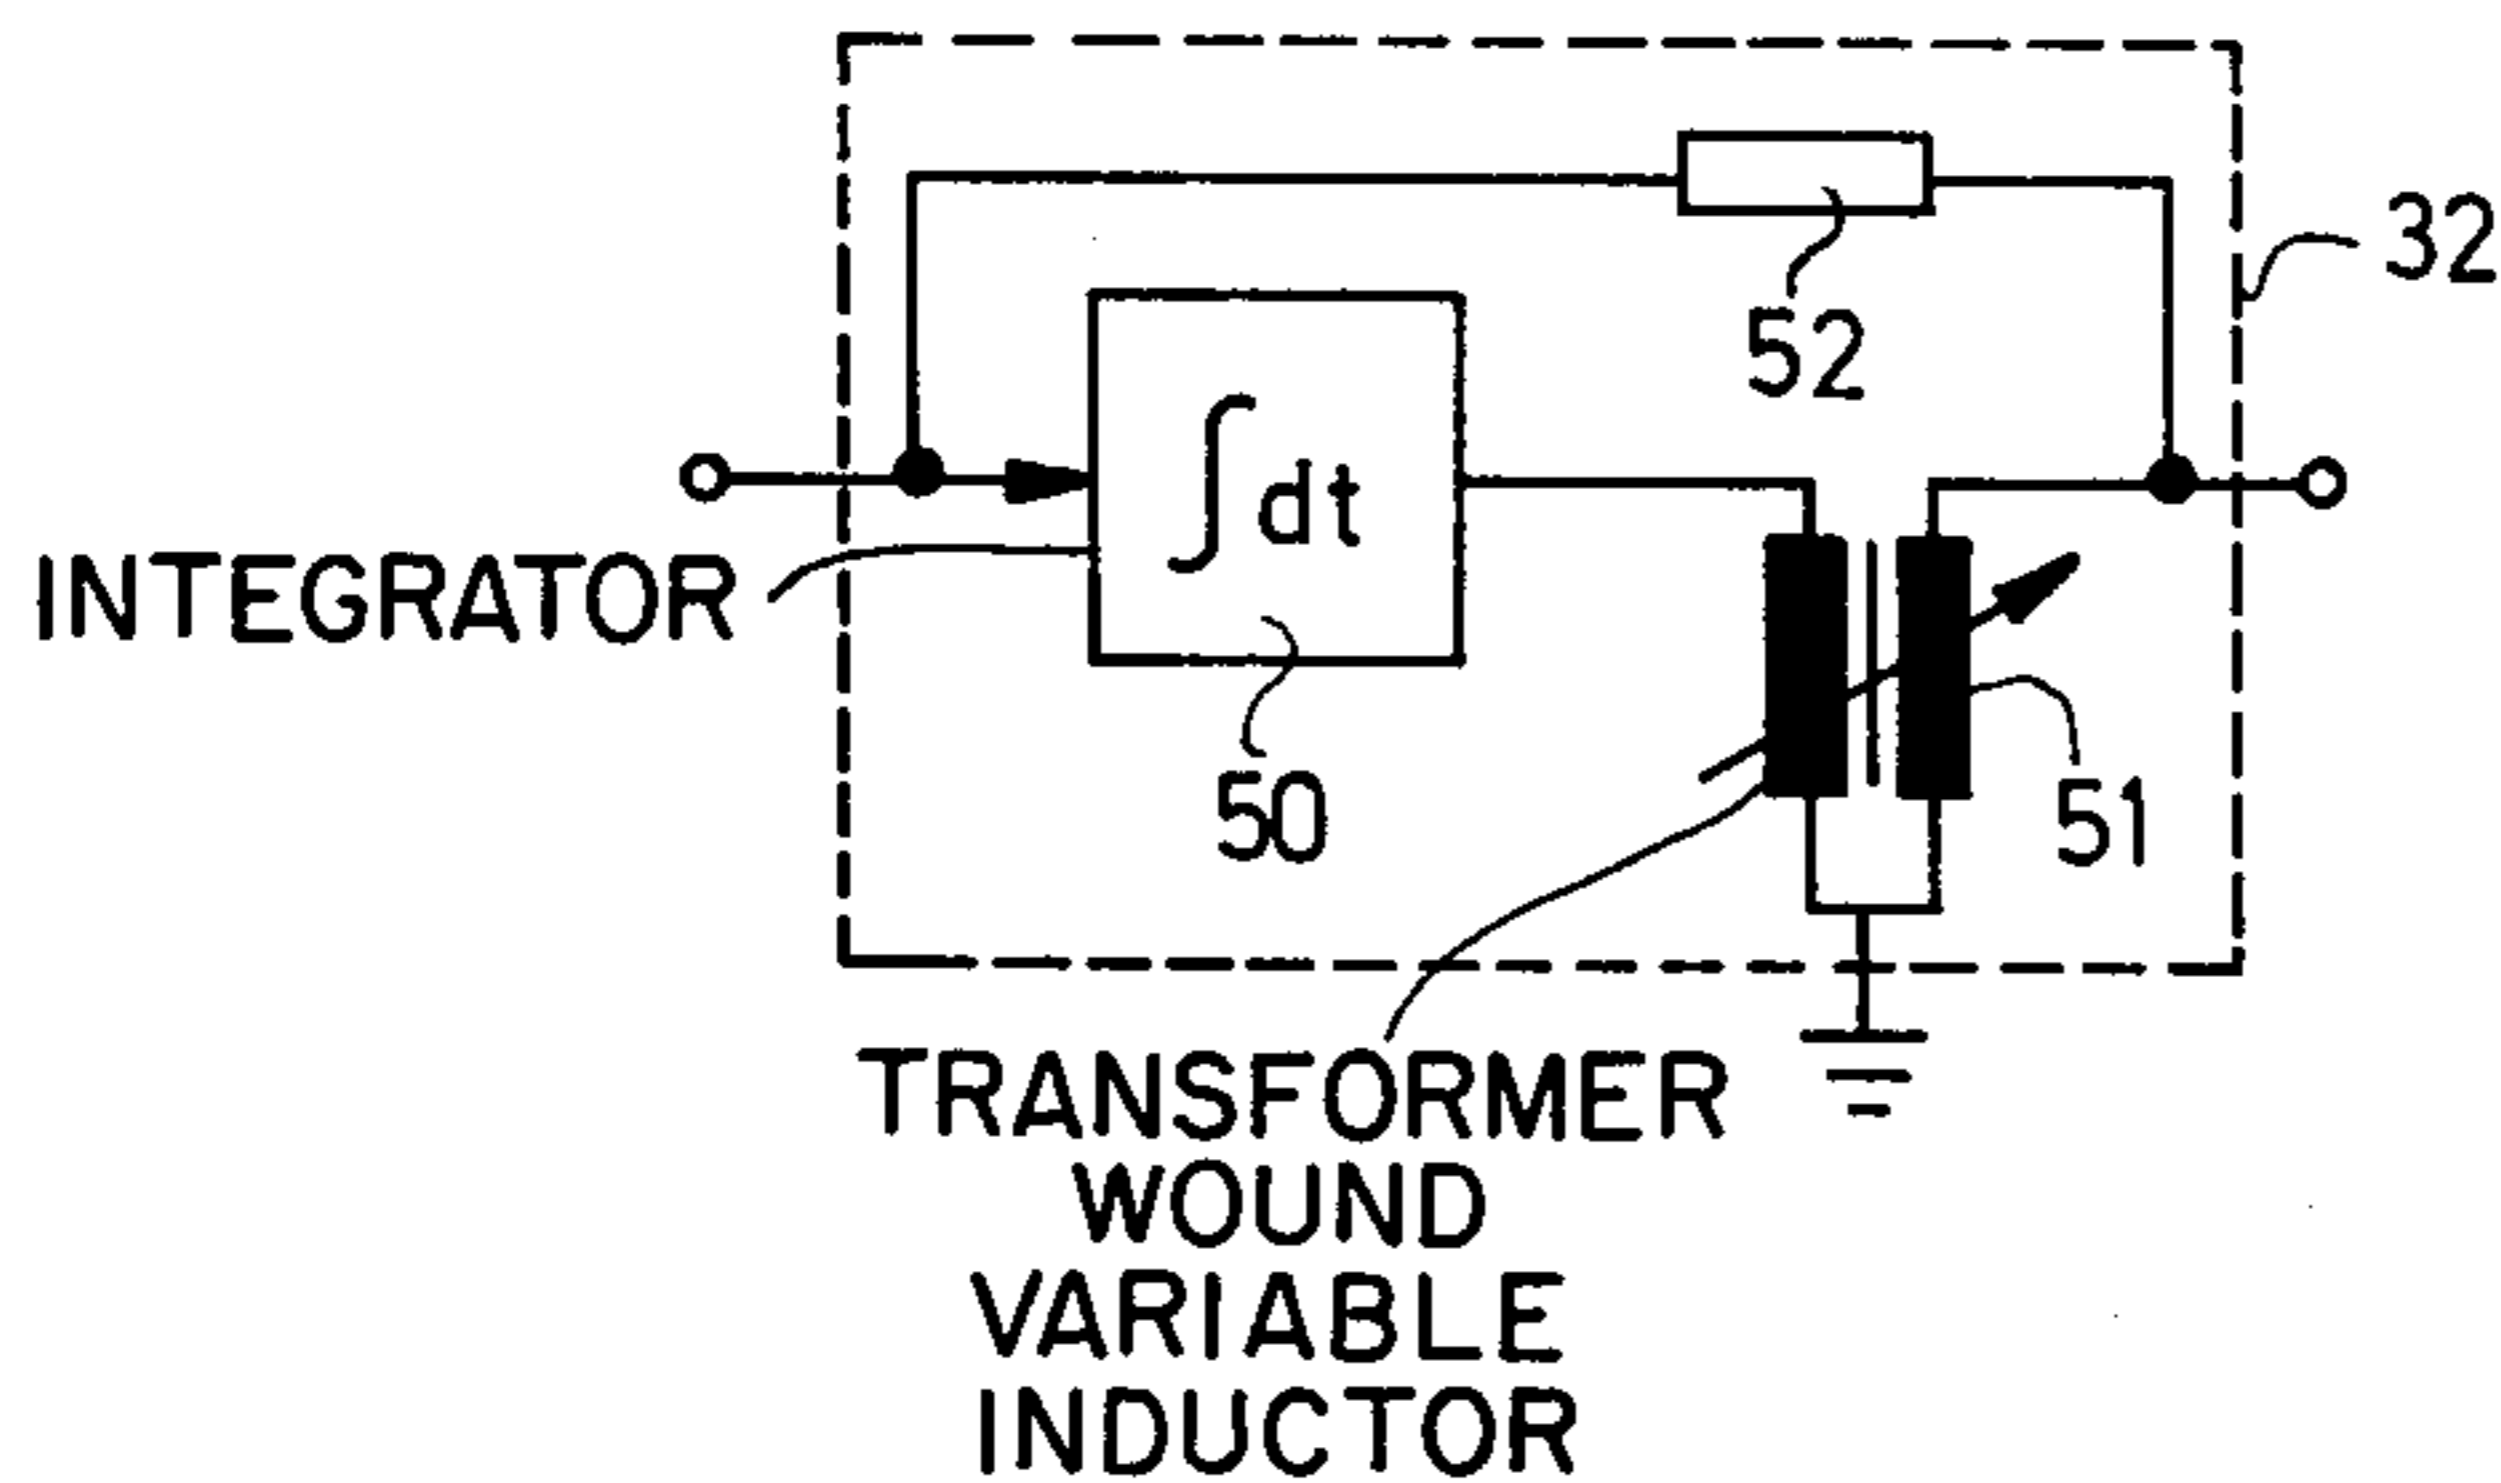 32
52
∫dt
INTEGRATOR
50
51
TRANSFORMER
WOUND
VARIABLE
INDUCTOR